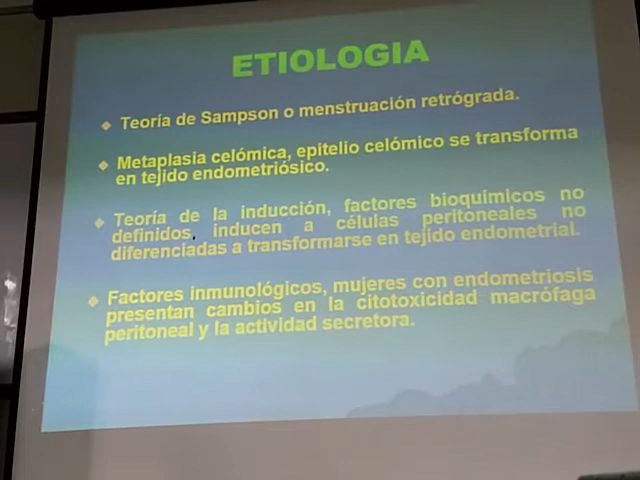 ETIOLOGIA
❖ Teoría de Sampson o menstruación retrógrada.
❖ Metaplasia celómica, epitelio celómico se transforma
en tejido endometriósico.
❖ Teoría de la inducción, factores bioquímicos no
definidos, inducen a células peritoneales no
diferenciadas a transformarse en tejido endometrial.
❖ Factores inmunológicos, mujeres con endometriosis
presentan cambios en la citotoxicidad macrófaga
peritoneal y la actividad secretora.